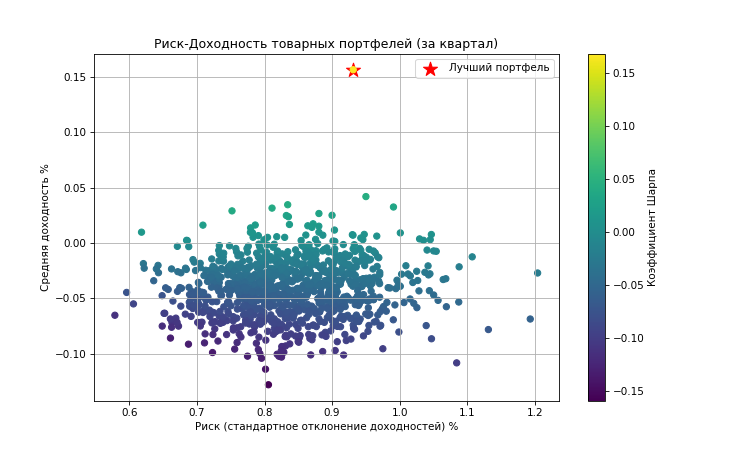 Риск-Доходность товарных портфелей (за квартал)
Лучший портфель
0.15
0.10
0.05
0.00
−0.05
−0.10
Средняя доходность %
0.6 0.7 0.8 0.9 1.0 1.1 1.2
Риск (стандартное отклонение доходностей) %
0.15
0.10
0.05
0.00
−0.05
−0.10
−0.15
Коэффициент Шарпа